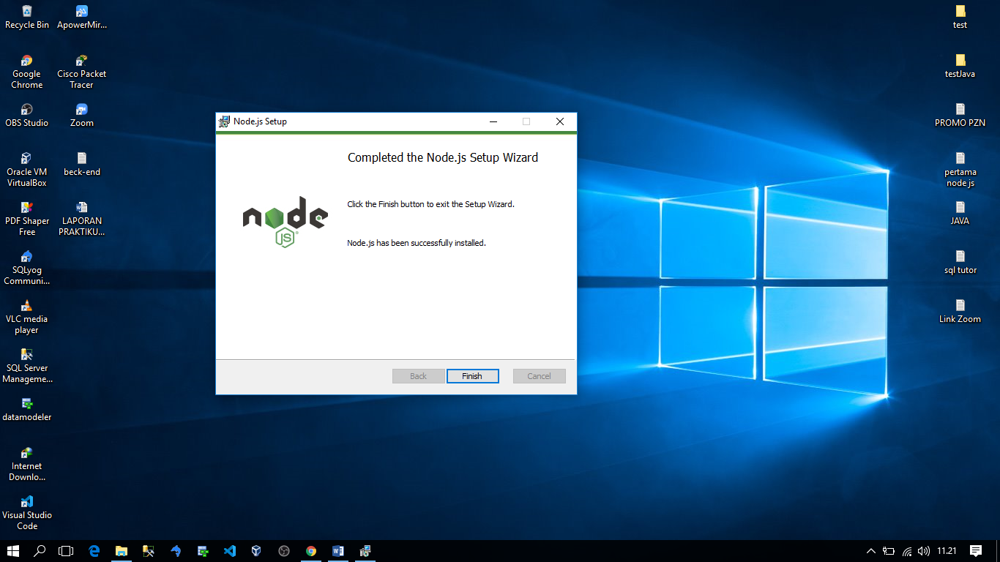 Recycle Bin
ApowerMir...
Google
Chrome
Cisco Packet
Tracer
OBS Studio
Zoom
Oracle VM
VirtualBox
beck-end
PDF Shaper
Free
LAPORAN
PRAKTIKU...
SQLyog
Communi...
VLC media
player
SQL Server
Manageme...
datamodeler
Internet
Downlo...
Visual Studio
Code
Node.js Setup
Completed the Node.js Setup Wizard
Click the Finish button to exit the Setup Wizard.
node
JS
Node.js has been successfully installed.
Back
Finish
Cancel
test
testJava
PROMO PZN
pertama
node js
JAVA
sql tutor
Link Zoom
11.21